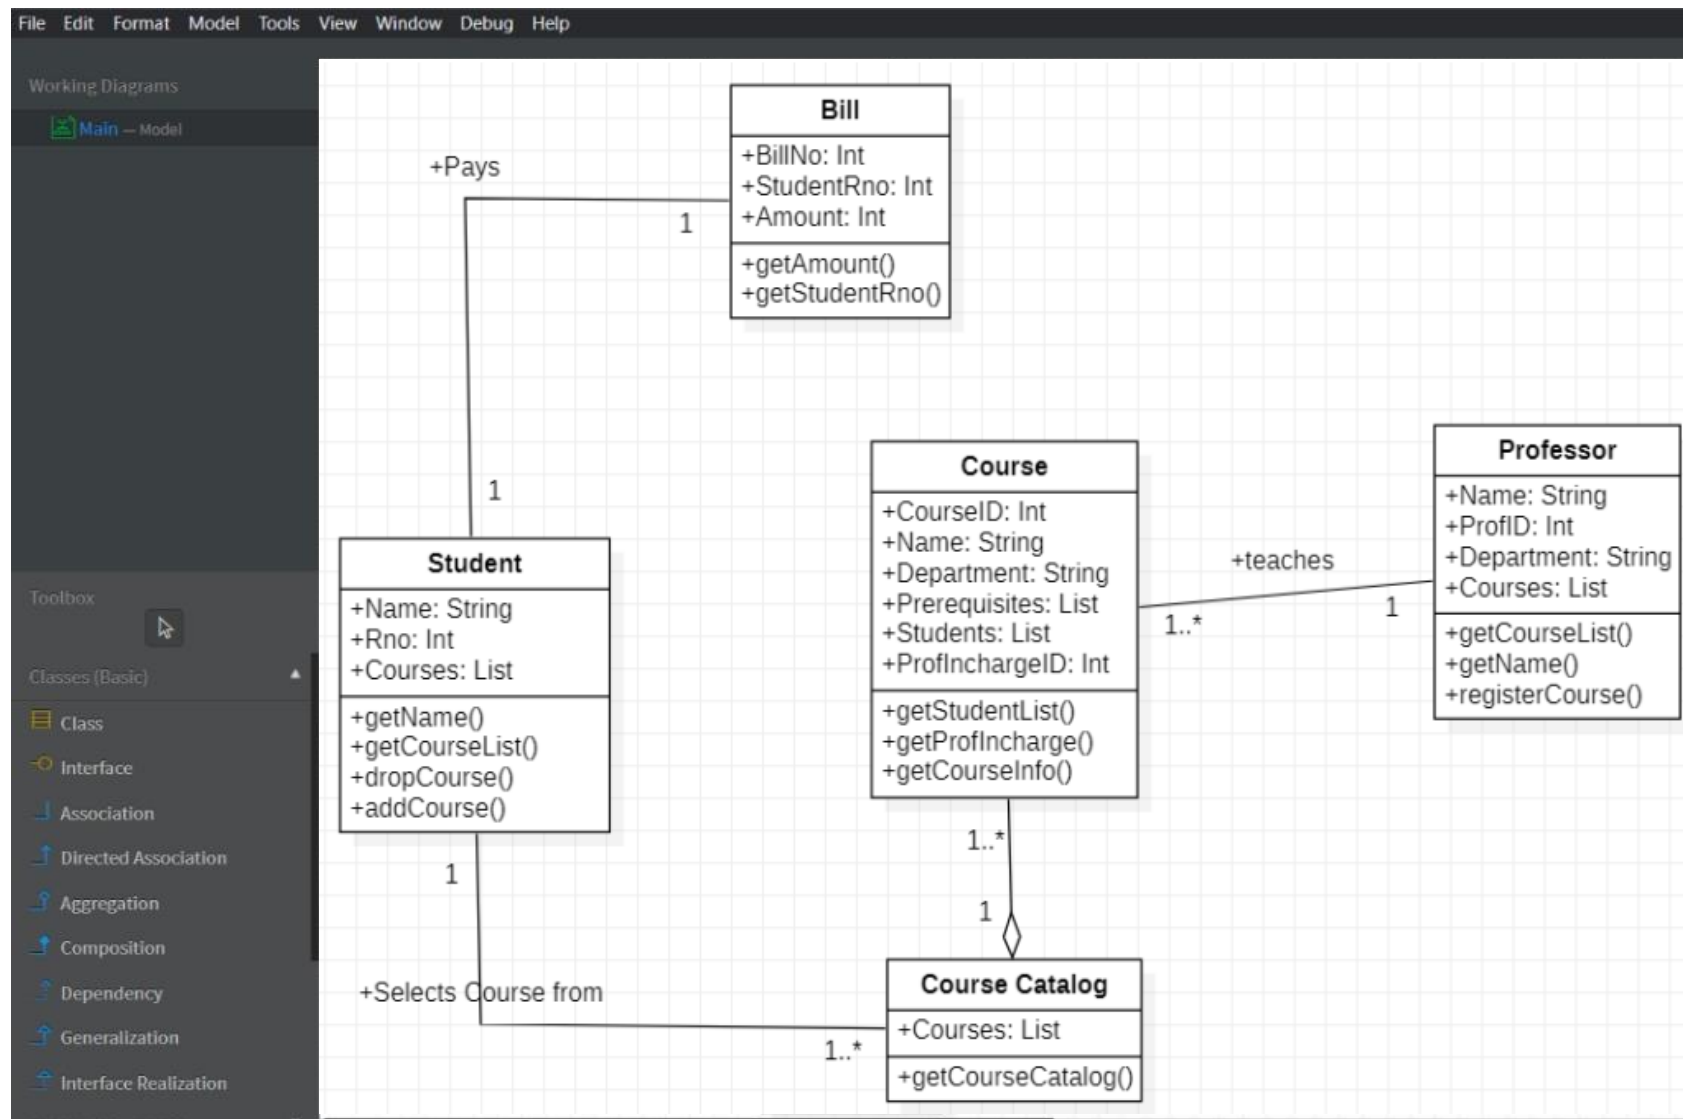 File Edit Format Model Tools View Window Debug Help
Working Diagrams
Main — Model
Toolbox
Classes (Basic)
Class
Interface
Association
Directed Association
Aggregation
Composition
Dependency
Generalization
Interface Realization
Bill
+BillNo: Int
+StudentRno: Int
+Amount: Int
+getAmount()
+getStudentRno()
+Pays
1
1
Student
+Name: String
+Rno: Int
+Courses: List
+getName()
+getCourseList()
+dropCourse()
+addCourse()
1
+Selects Course from
1..*
Course
+CourseID: Int
+Name: String
+Department: String
+Prerequisites: List
+Students: List
+ProfInchargeID: Int
+getStudentList()
+getProfIncharge()
+getCourseInfo()
+teaches
1..*
1
Professor
+Name: String
+ProfID: Int
+Department: String
+Courses: List
+getCourseList()
+getName()
+registerCourse()
1..*
1
Course Catalog
+Courses: List
+getCourseCatalog()